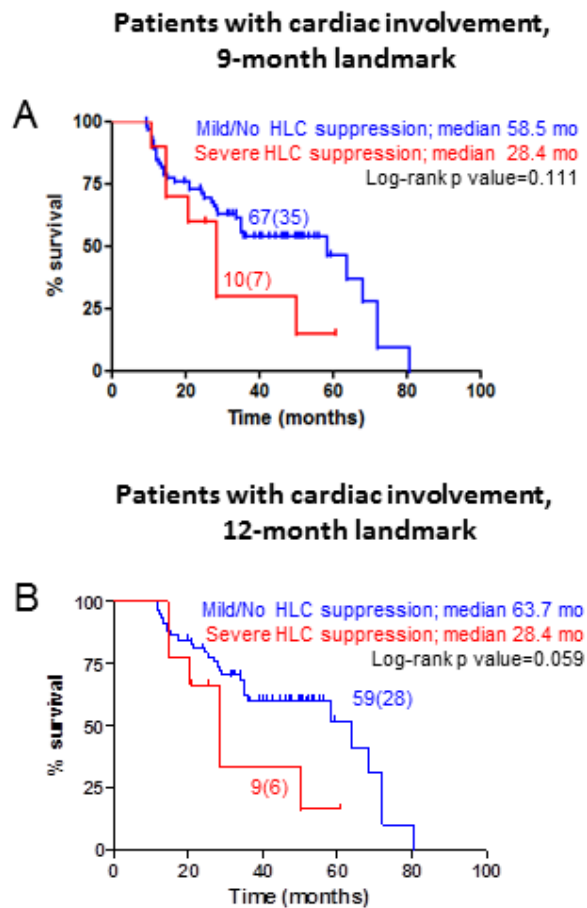 Patients with cardiac involvement,
9-month landmark
A
Mild/No HLC suppression; median 58.5 mo
Severe HLC suppression; median 28.4 mo
Log-rank p value=0.111
67(35)
10(7)
% survival
100
75
50
25
0
0 20 40 60 80 100
Time (months)
Patients with cardiac involvement,
12-month landmark
B
Mild/No HLC suppression; median 63.7 mo
Severe HLC suppression; median 28.4 mo
Log-rank p value=0.059
59(28)
9(6)
% survival
100
75
50
25
0
0 20 40 60 80 100
Time (months)